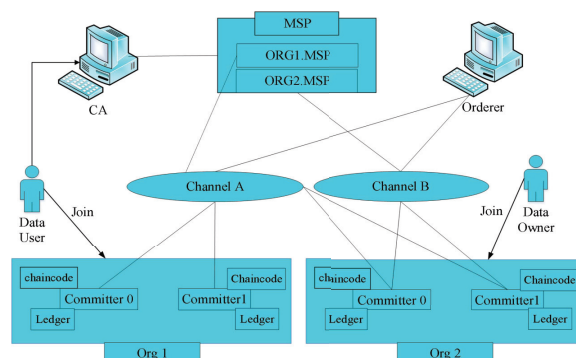 MSP
ORG1.MSP
ORG2.MSP
CA
Orderer
Channel A
Channel B
Data
User
Join
Join
Data
Owner
chaincode
Committer 0
Ledger
Chaincode
Committer1
Ledger
chaincode
Committer 0
Ledger
Chaincode
Committer1
Ledger
Org 1
Org 2